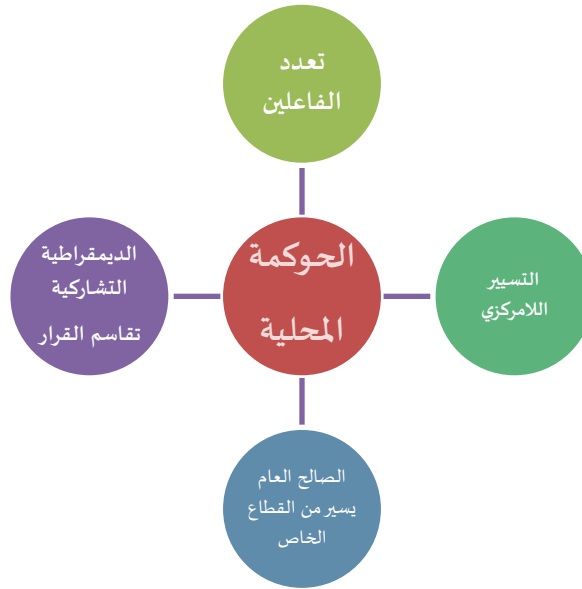 تعدد
الفاعلين
الحوكمة
المحلية
التسيير
اللامركزي
الديمقراطية
التشاركية
تقاسم القرار
الصالح العام
يسير من القطاع
الخاص